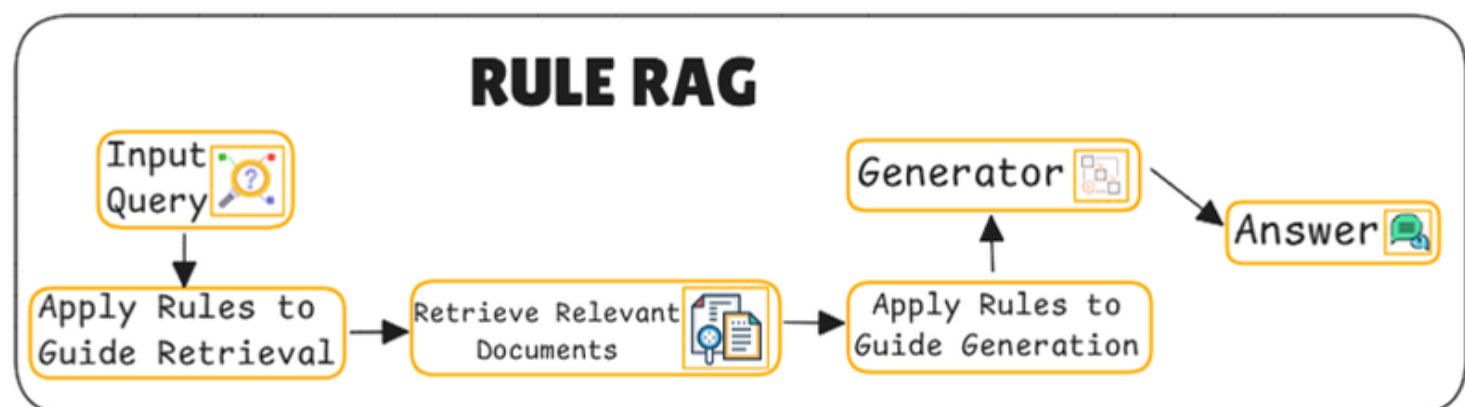 RULE RAG
Input
Query
?
Apply Rules to
Guide Retrieval
Retrieve Relevant
Documents
Apply Rules to
Guide Generation
Generator
Answer